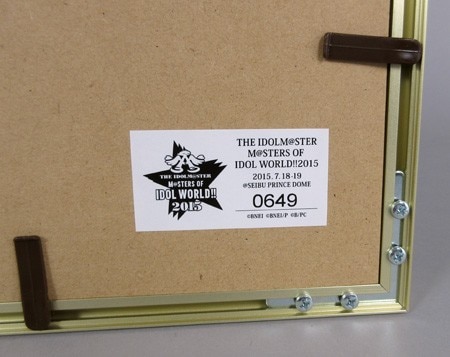 THE IDOLM@STER
M@STERS OF
IDOL WORLD!!
2015
THE IDOLM@STER
M@STERS OF
IDOL WORLD!!2015
2015.7.18-19
@SEIBU PRINCE DOME
0649
©BNEI ©BNEI/P ©B/PC